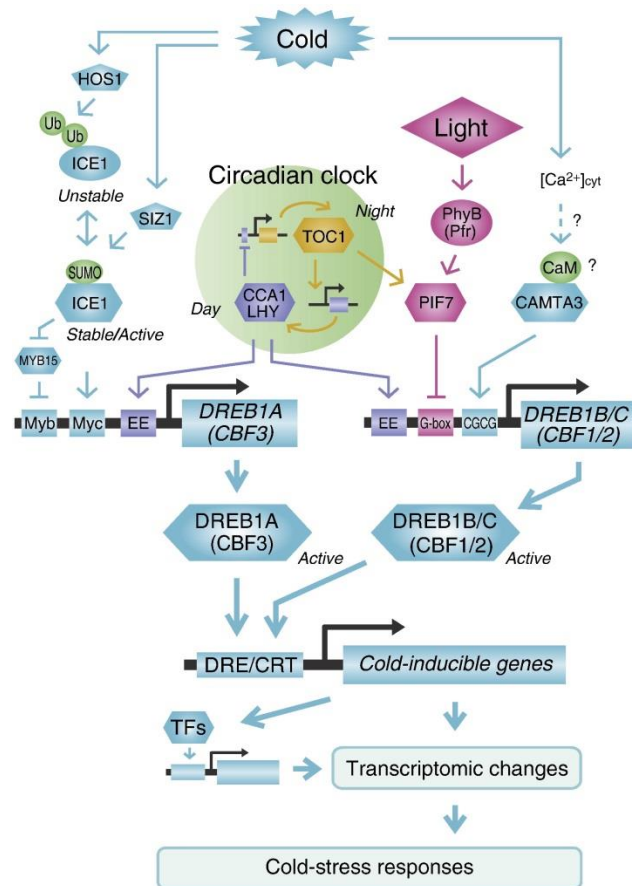 Cold
HOS1
Ub
Ub
ICE1
Unstable
SIZ1
SUMO
ICE1
Stable/Active
MYB15
Circadian clock
Night
TOC1
Day
CCA1
LHY
Light
PhyB
(Pfr)
PIF7
[Ca²⁺]cyt
?
CaM
?
CAMTA3
Myb
Myc
EE
DREB1A
(CBF3)
EE
G-box
CGCG
DREB1B/C
(CBF1/2)
DREB1A
(CBF3)
Active
DREB1B/C
(CBF1/2)
Active
DRE/CRT
Cold-inducible genes
TFs
Transcriptomic changes
Cold-stress responses